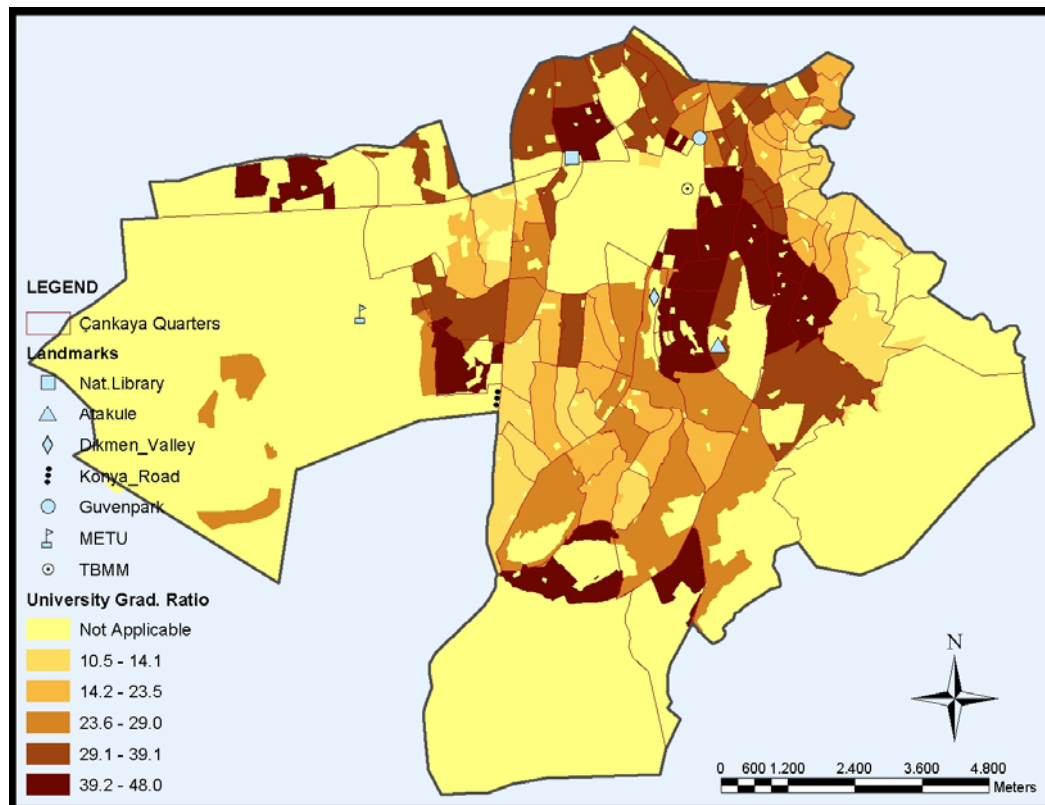 LEGEND
Çankaya Quarters
Landmarks
Nat.Library
Atakule
Dikmen_Valley
Konya_Road
Guvenpark
METU
TBMM
University Grad. Ratio
Not Applicable
10.5 - 14.1
14.2 - 23.5
23.6 - 29.0
29.1 - 39.1
39.2 - 48.0
N
0 600 1.200 2.400 3.600 4.800
Meters